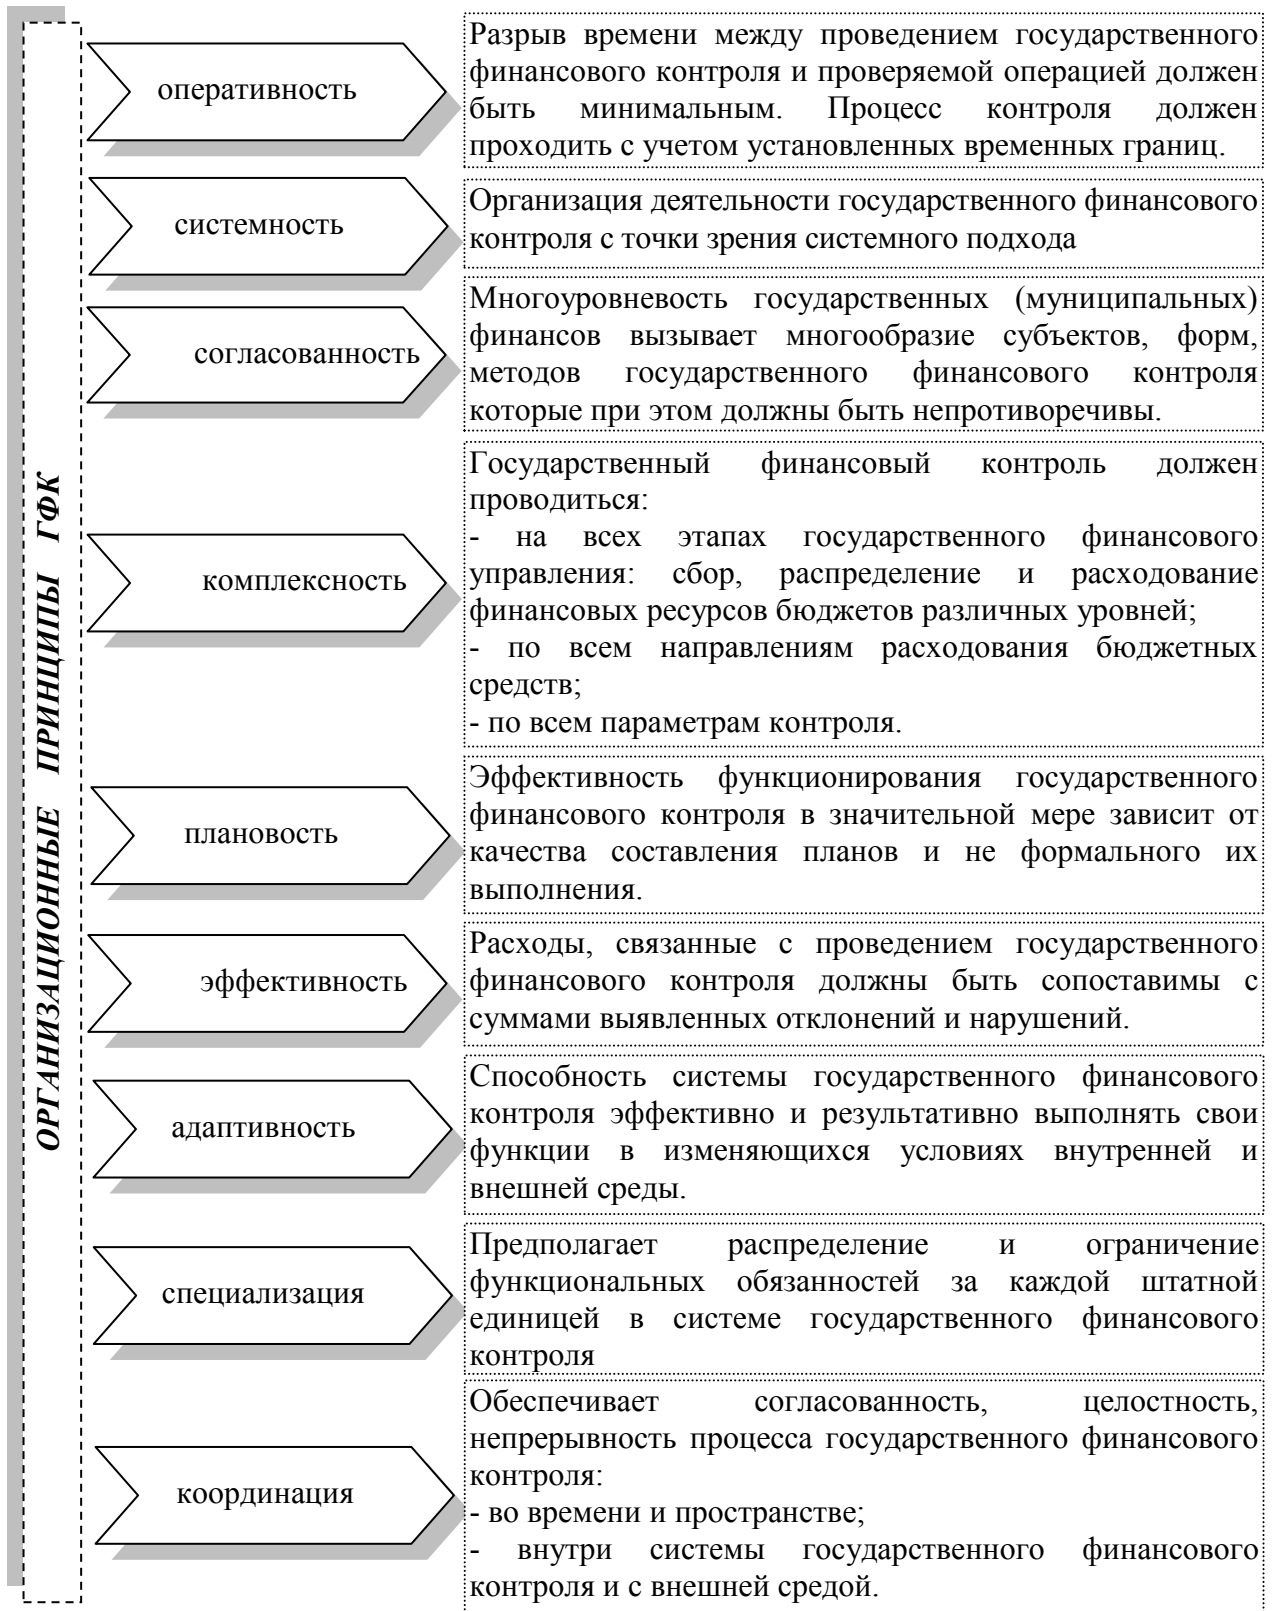 ОРГАНИЗАЦИОННЫЕ ПРИНЦИПЫ ГФК
оперативность
Разрыв времени между проведением государственного
финансового контроля и проверяемой операцией должен
быть минимальным. Процесс контроля должен
проходить с учетом установленных временных границ.
системность
Организация деятельности государственного финансового
контроля с точки зрения системного подхода
согласованность
Многоуровневость государственных (муниципальных)
финансов вызывает многообразие субъектов, форм,
методов государственного финансового контроля
которые при этом должны быть непротиворечивы.
комплексность
Государственный финансовый контроль должен
проводиться:
- на всех этапах государственного финансового
управления: сбор, распределение и расходование
финансовых ресурсов бюджетов различных уровней;
- по всем направлениям расходования бюджетных
средств;
- по всем параметрам контроля.
плановость
Эффективность функционирования государственного
финансового контроля в значительной мере зависит от
качества составления планов и не формального их
выполнения.
эффективность
Расходы, связанные с проведением государственного
финансового контроля должны быть сопоставимы с
суммами выявленных отклонений и нарушений.
адаптивность
Способность системы государственного финансового
контроля эффективно и результативно выполнять свои
функции в изменяющихся условиях внутренней и
внешней среды.
специализация
Предполагает распределение и ограничение
функциональных обязанностей за каждой штатной
единицей в системе государственного финансового
контроля
координация
Обеспечивает согласованность, целостность,
непрерывность процесса государственного финансового
контроля:
- во времени и пространстве;
- внутри системы государственного финансового
контроля и с внешней средой.